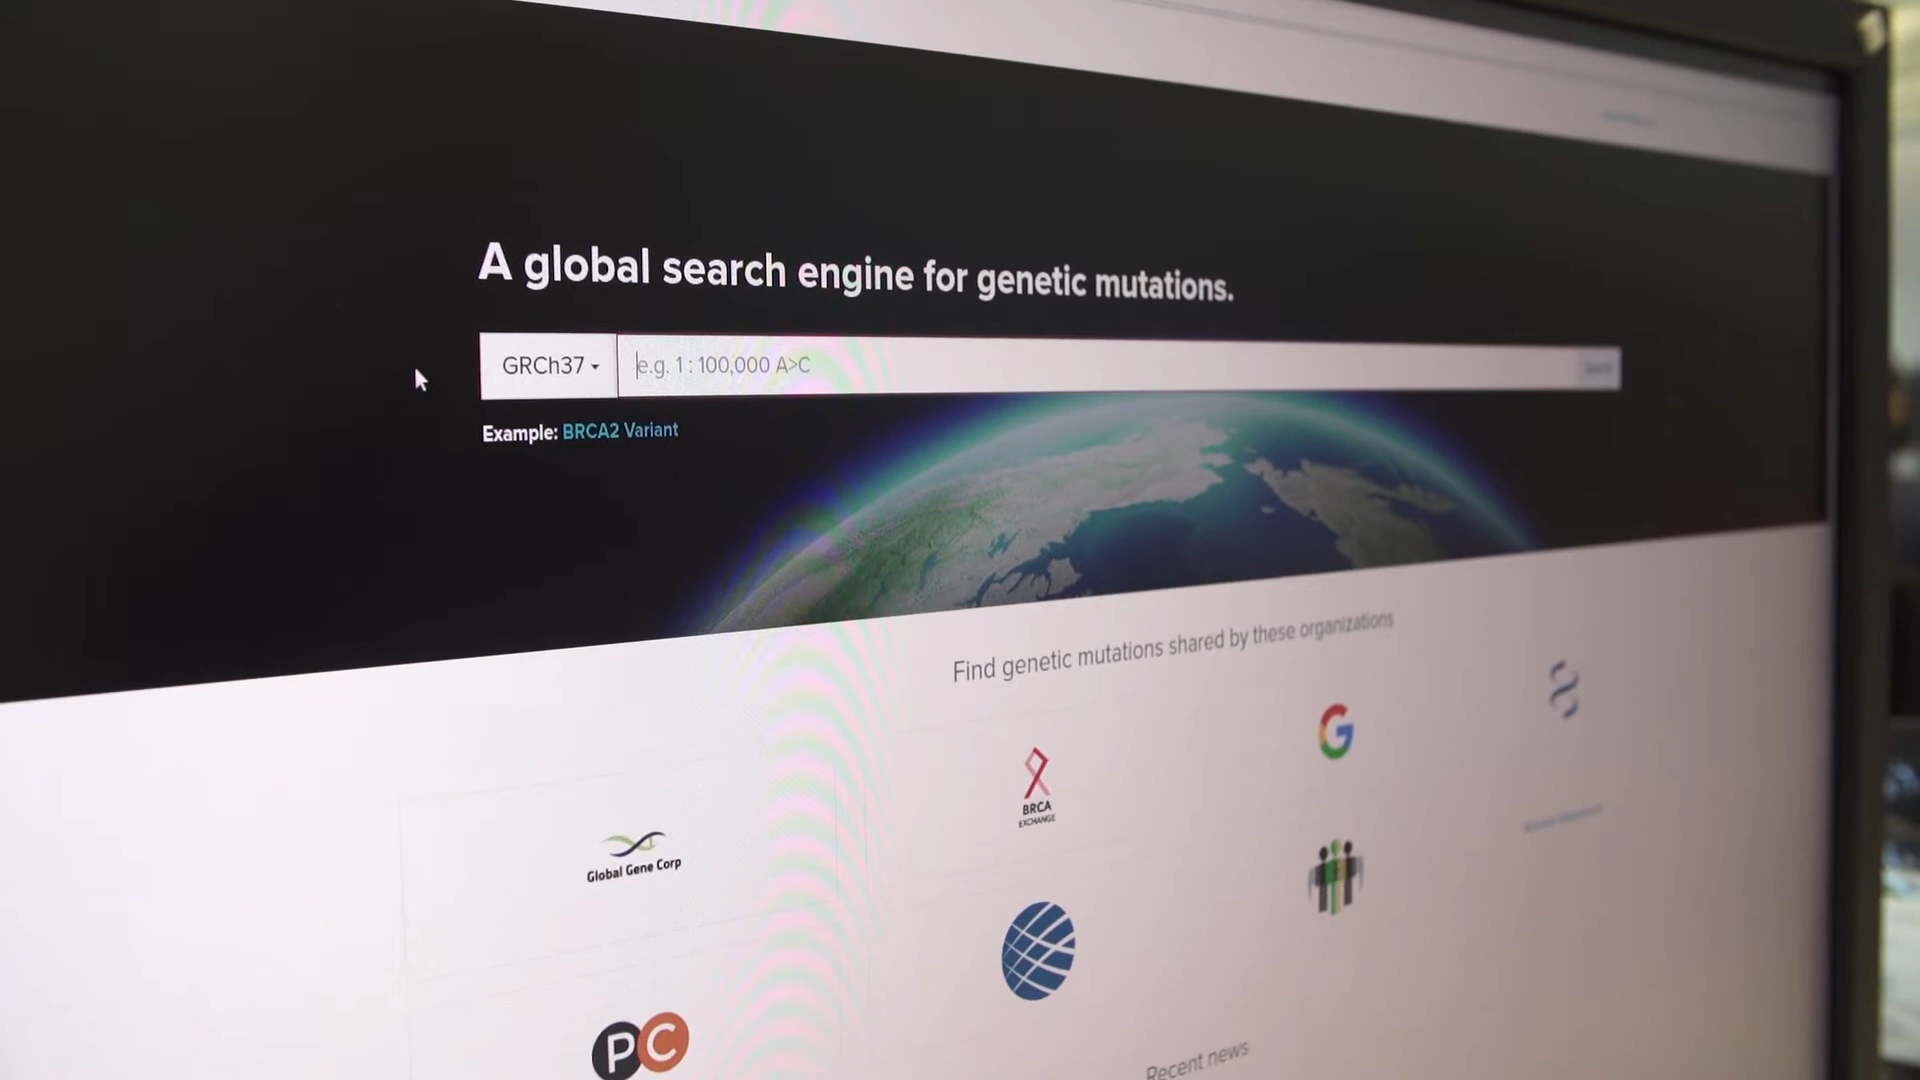 A global search engine for genetic mutations.
GRCh37
e.g. 1 : 100,000 A>C
Example: BRCA2 Variant
Find genetic mutations shared by these organizations
BRCA
EXCHANGE
G
Global Gene Corp
PC
Recent news